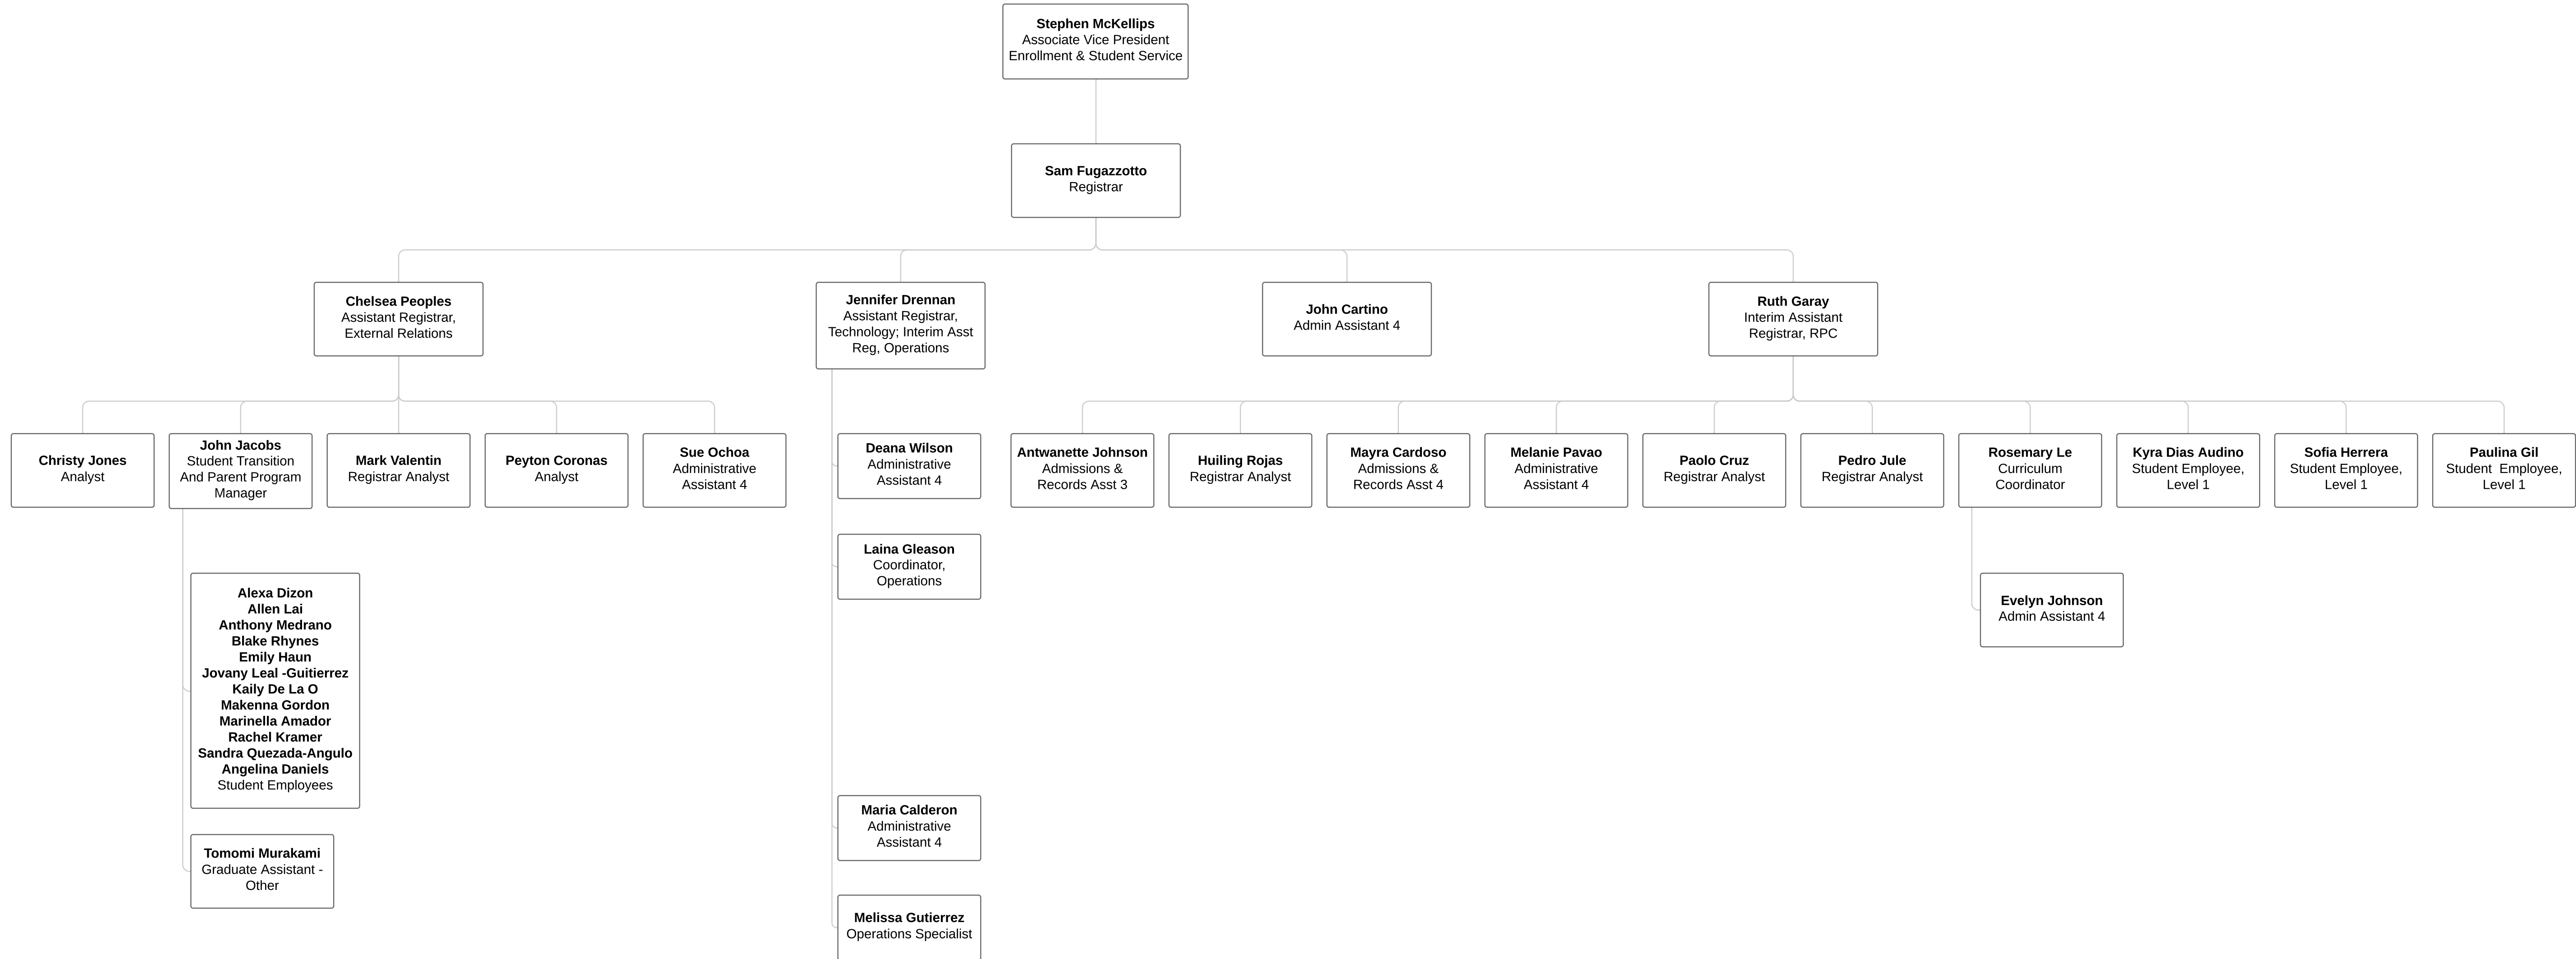 Stephen McKellips
Associate Vice President
Enrollment & Student Service
Sam Fugazzotto
Registrar
Chelsea Peoples
Assistant Registrar,
External Relations
Jennifer Drennan
Assistant Registrar,
Technology; Interim Asst
Reg, Operations
John Cartino
Admin Assistant 4
Ruth Garay
Interim Assistant
Registrar, RPC
Christy Jones
Analyst
John Jacobs
Student Transition
And Parent Program
Manager
Mark Valentin
Registrar Analyst
Peyton Coronas
Analyst
Sue Ochoa
Administrative
Assistant 4
Deana Wilson
Administrative
Assistant 4
Antwanette Johnson
Admissions &
Records Asst 3
Huiling Rojas
Registrar Analyst
Mayra Cardoso
Admissions &
Records Asst 4
Melanie Pavao
Administrative
Assistant 4
Paolo Cruz
Registrar Analyst
Pedro Jule
Registrar Analyst
Rosemary Le
Curriculum
Coordinator
Kyra Dias Audino
Student Employee,
Level 1
Sofia Herrera
Student Employee,
Level 1
Paulina Gil
Student  Employee,
Level 1
Laina Gleason
Coordinator,
Operations
Alexa Dizon
Allen Lai
Anthony Medrano
Blake Rhynes
Emily Haun
Jovany Leal -Guitierrez
Kaily De La O
Makenna Gordon
Marinella Amador
Rachel Kramer
Sandra Quezada-Angulo
Angelina Daniels
Student Employees
Evelyn Johnson
Admin Assistant 4
Maria Calderon
Administrative
Assistant 4
Tomomi Murakami
Graduate Assistant -
Other
Melissa Gutierrez
Operations Specialist